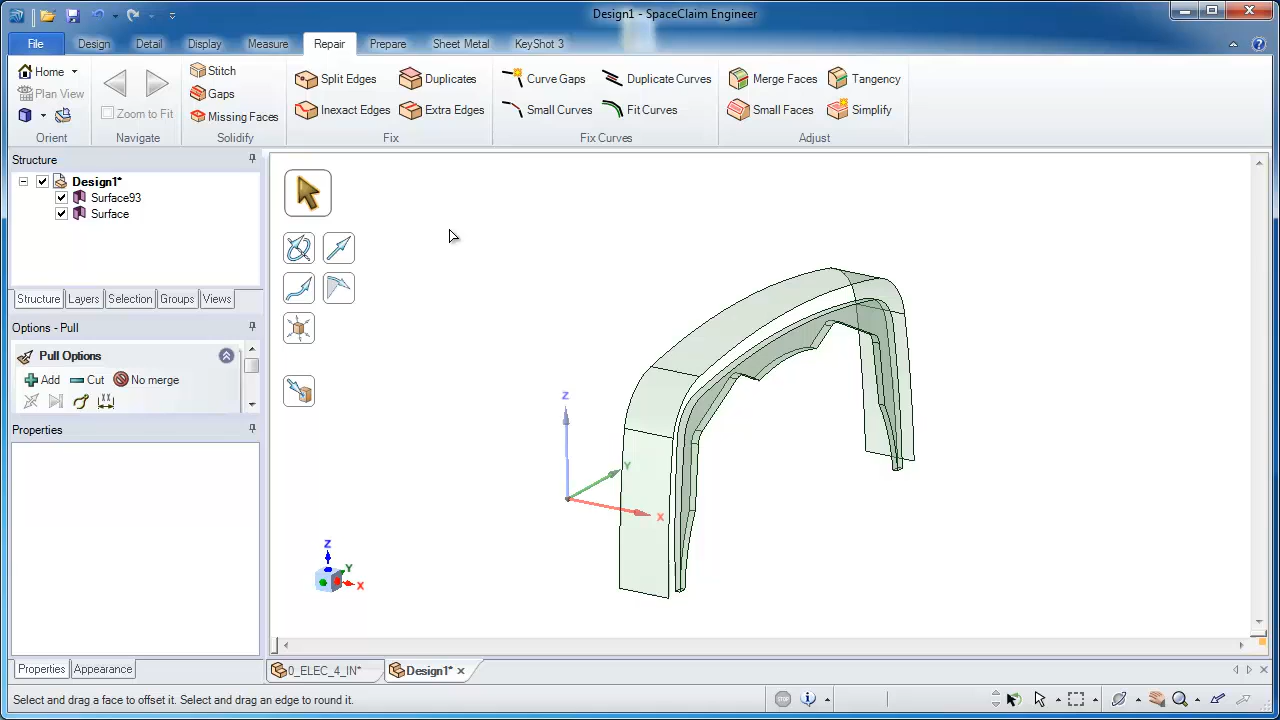 Design1 - SpaceClaim Engineer
File Design Detail Display Measure Repair Prepare Sheet Metal KeyShot 3
Home
Plan View
Orient
Zoom to Fit
Navigate
Stitch
Gaps
Missing Faces
Solidify
Split Edges Duplicates
Inexact Edges Extra Edges
Fix
Curve Gaps Duplicate Curves
Small Curves Fit Curves
Fix Curves
Merge Faces Tangency
Small Faces Simplify
Adjust
Structure
Design1*
Surface93
Surface
Structure Layers Selection Groups Views
Options - Pull
Pull Options
Add Cut No merge
Properties
Properties Appearance
Z
Y
X
Z
Y
X
0_ELEC_4_IN* Design1*
Select and drag a face to offset it. Select and drag an edge to round it.